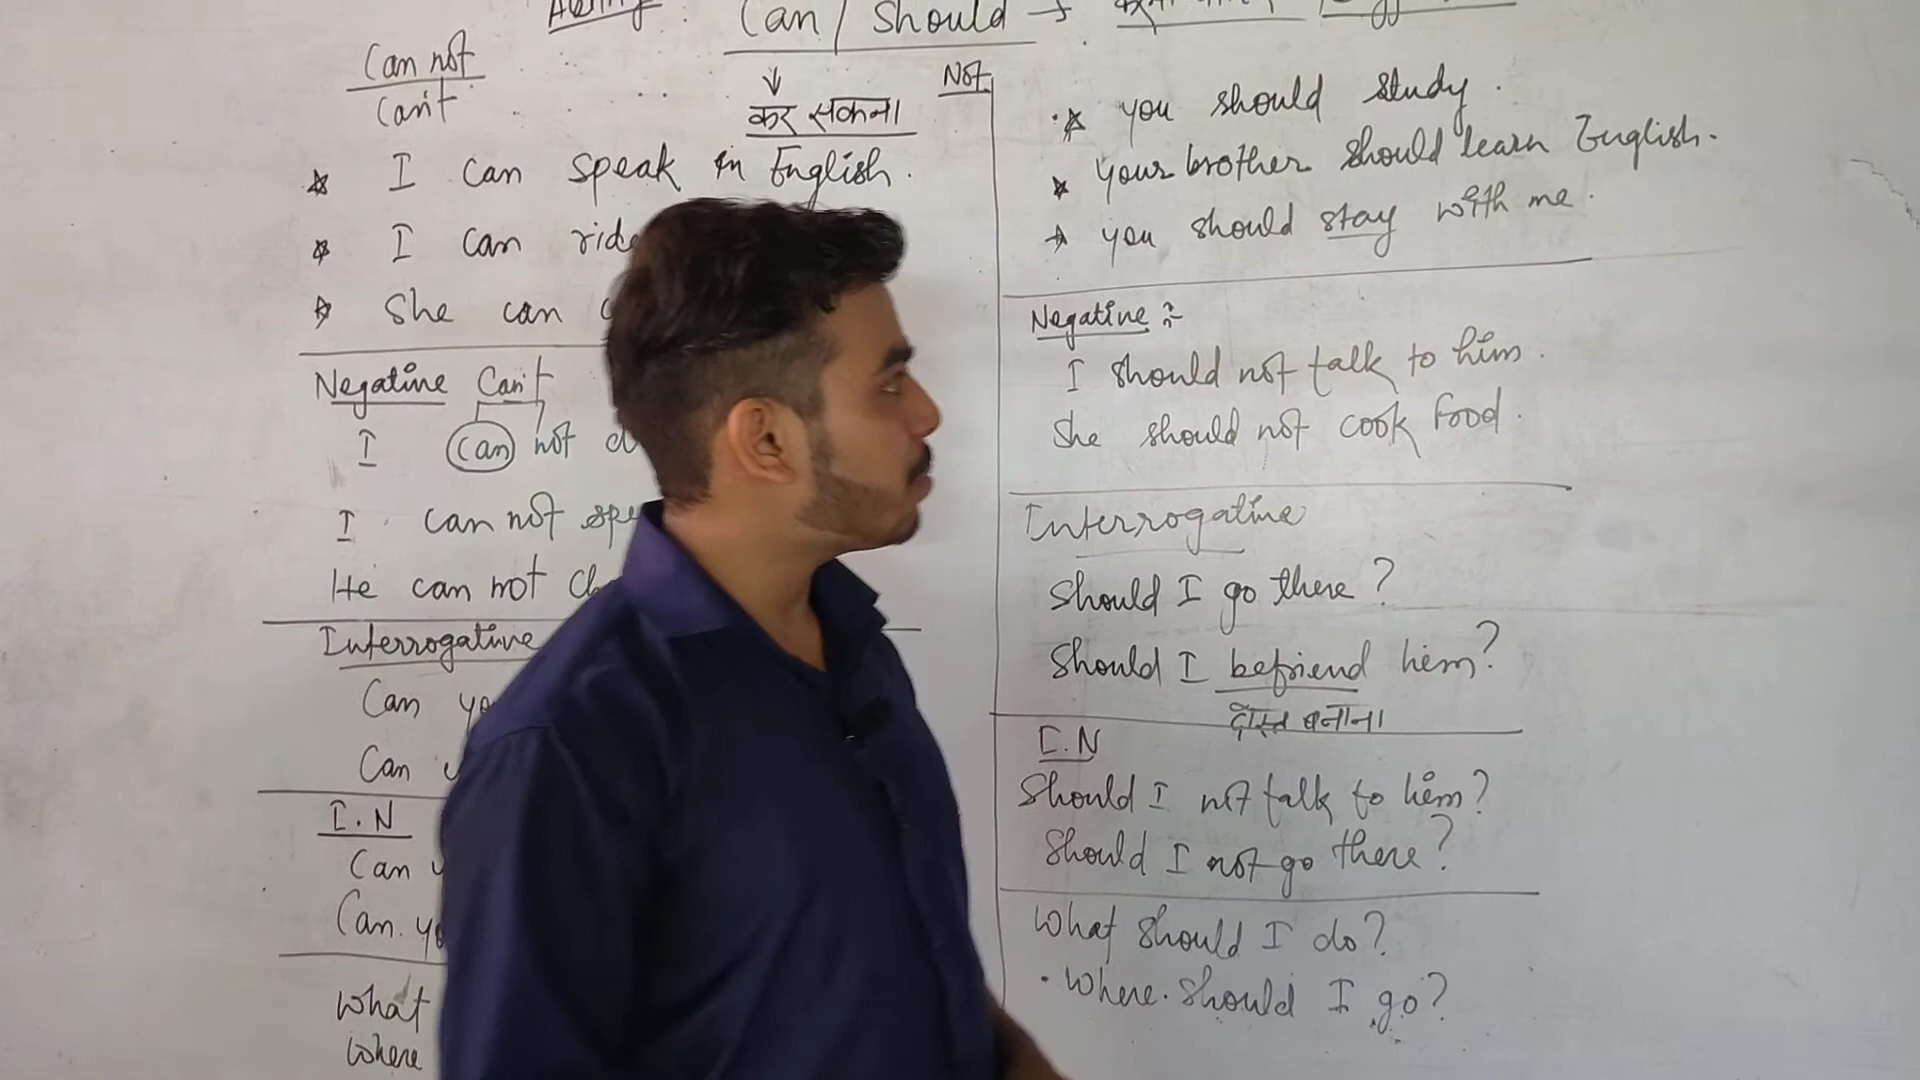 Can / Should →
Can not
Can't
कर सकना
Not
☆ I can speak in English.
☆ I can ride
☆ She can
Negative Can't
I can not
I can not spe
He can not
Interrogative
Can
Can
I.N
Can
Can
What
Where
☆ you should study.
☆ your brother should learn English.
→ you should stay with me.
Negative :-
I should not talk to him.
She should not cook food.
Interrogative
Should I go there?
Should I befriend him?
दोस्त बनाना
I.N
Should I not talk to him?
Should I not go there?
What should I do?
Where should I go?